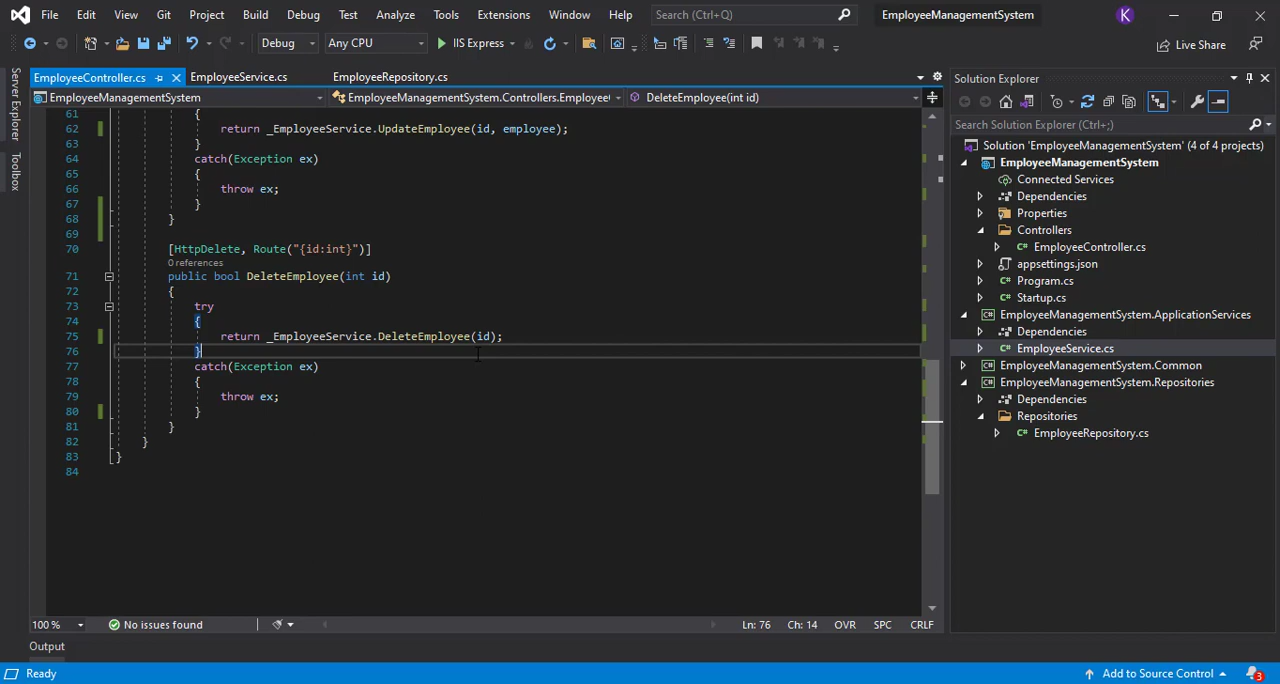 File Edit View Git Project Build Debug Test Analyze Tools Extensions Window Help Search (Ctrl+Q) EmployeeManagementSystem K
Debug Any CPU IIS Express Live Share
Server Explorer
Toolbox
EmployeeController.cs EmployeeService.cs EmployeeRepository.cs
EmployeeManagementSystem EmployeeManagementSystem.Controllers.Employee DeleteEmployee(int id)
61 {
62 return _EmployeeService.UpdateEmployee(id, employee);
63 }
64 catch(Exception ex)
65 {
66 throw ex;
67 }
68 }
69
70 [HttpDelete, Route("{id:int}")]
0 references
71 public bool DeleteEmployee(int id)
72 {
73 try
74 {
75 return _EmployeeService.DeleteEmployee(id);
76 }
77 catch(Exception ex)
78 {
79 throw ex;
80 }
81 }
82 }
83 }
84
100 % No issues found Ln: 76 Ch: 14 OVR SPC CRLF
Output
Ready Add to Source Control 3
Solution Explorer
Search Solution Explorer (Ctrl+;)
Solution 'EmployeeManagementSystem' (4 of 4 projects)
EmployeeManagementSystem
Connected Services
Dependencies
Properties
Controllers
C# EmployeeController.cs
appsettings.json
C# Program.cs
C# Startup.cs
EmployeeManagementSystem.ApplicationServices
Dependencies
C# EmployeeService.cs
C# EmployeeManagementSystem.Common
C# EmployeeManagementSystem.Repositories
Dependencies
Repositories
C# EmployeeRepository.cs